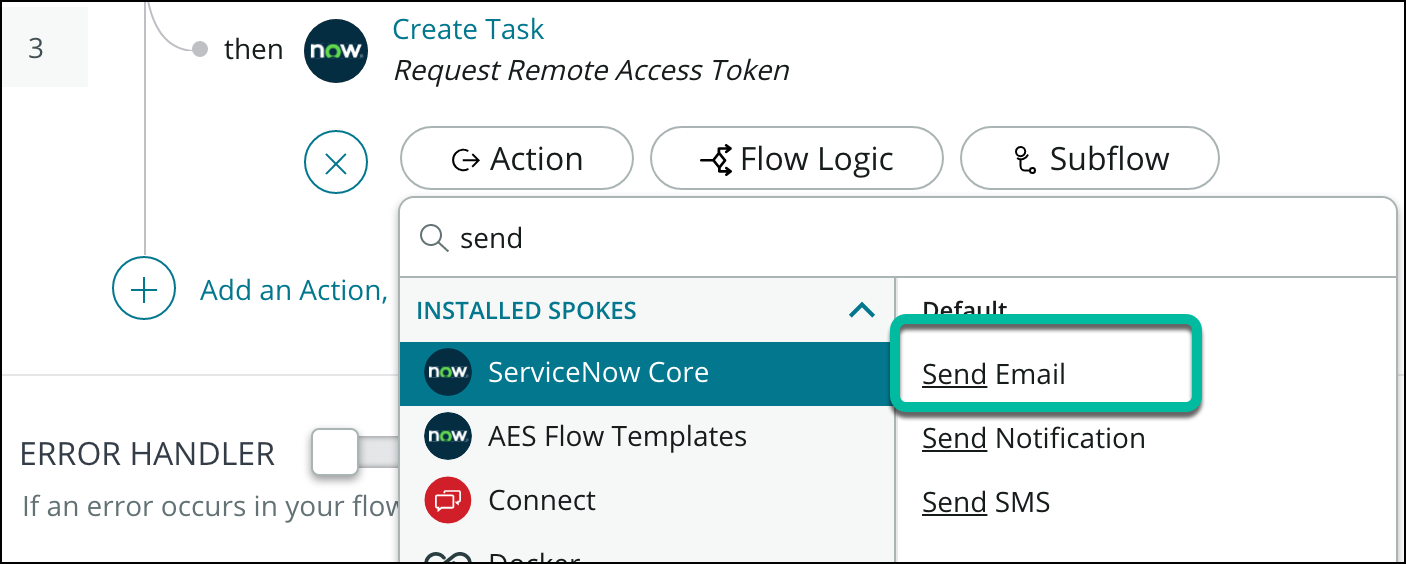 3
then
now.
Create Task
Request Remote Access Token
Action
Flow Logic
Subflow
send
Add an Action,
INSTALLED SPOKES
now.
ServiceNow Core
now.
AES Flow Templates
Connect
Docker
Default
Send Email
Send Notification
Send SMS
ERROR HANDLER
If an error occurs in your flow